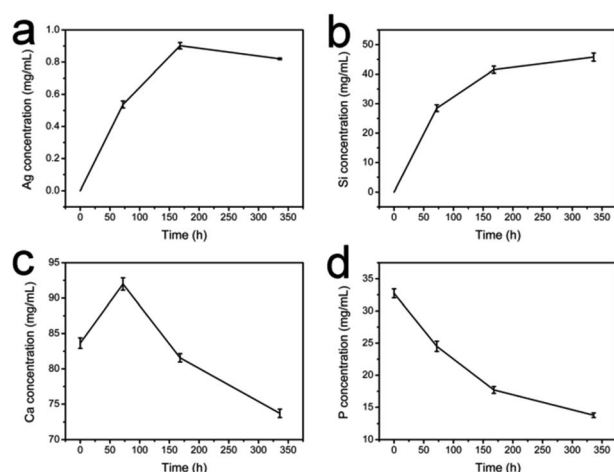 a
Ag concentration (mg/mL)
1.0
0.8
0.6
0.4
0.2
0.0
0 50 100 150 200 250 300 350
Time (h)
b
Si concentration (mg/mL)
50
40
30
20
10
0
0 50 100 150 200 250 300 350
Time (h)
c
Ca concentration (mg/mL)
95
90
85
80
75
70
0 50 100 150 200 250 300 350
Time (h)
d
P concentration (mg/mL)
35
30
25
20
15
10
0 50 100 150 200 250 300 350
Time (h)